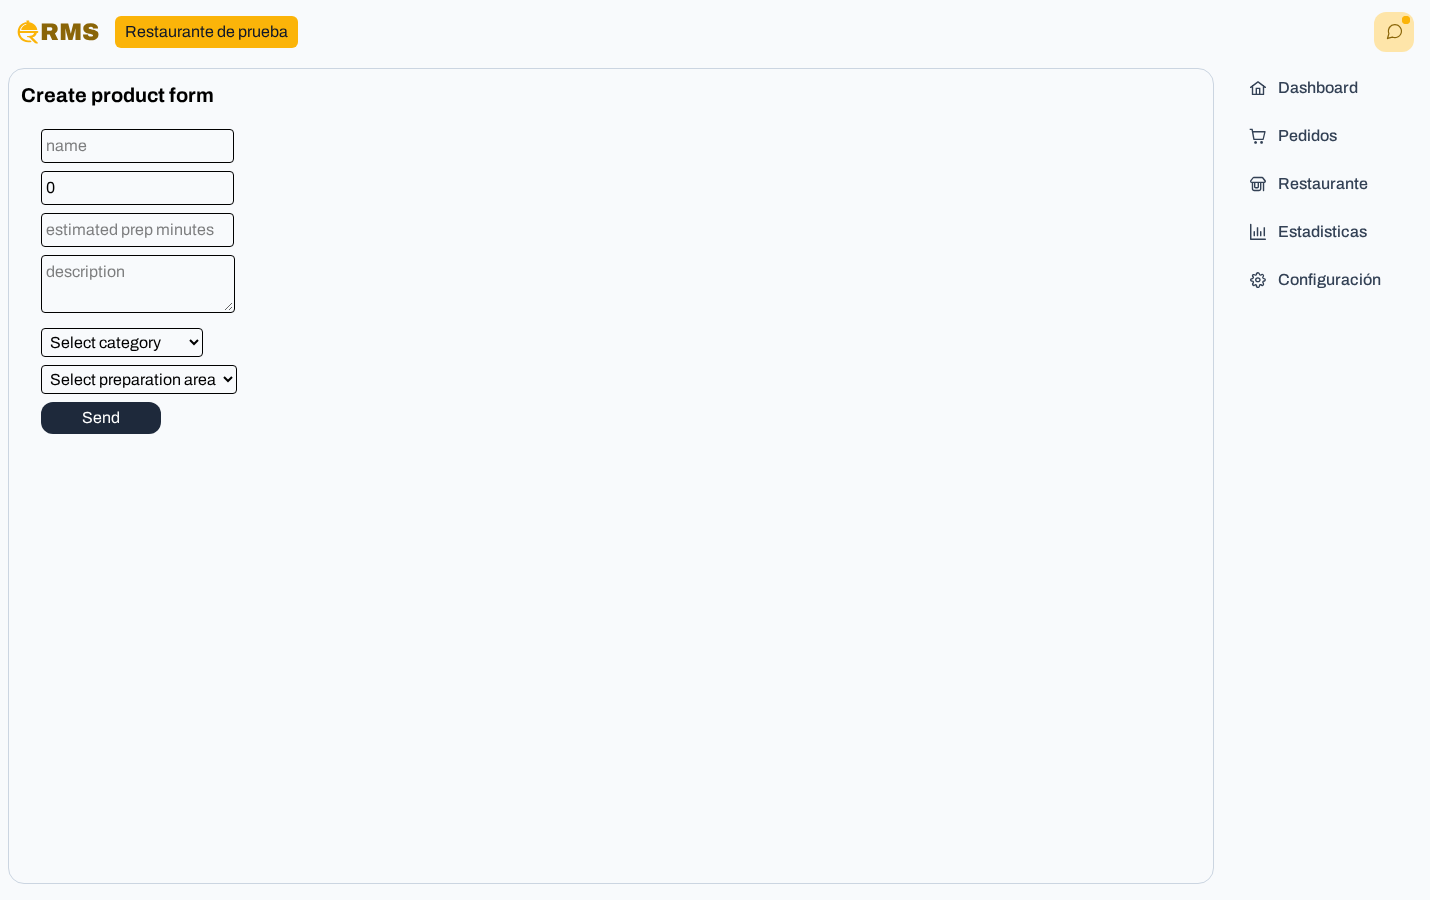 RMS
Restaurante de prueba
Create product form
name
0
estimated prep minutes
description
Select category
Select preparation area
Send
Dashboard
Pedidos
Restaurante
Estadisticas
Configuración